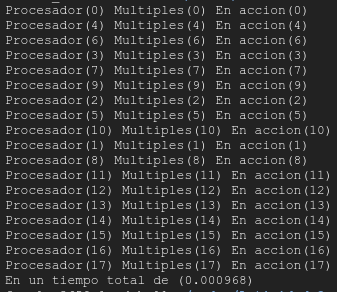 Procesador(0) Multiples(0) En accion(0)
Procesador(4) Multiples(4) En accion(4)
Procesador(6) Multiples(6) En accion(6)
Procesador(3) Multiples(3) En accion(3)
Procesador(7) Multiples(7) En accion(7)
Procesador(9) Multiples(9) En accion(9)
Procesador(2) Multiples(2) En accion(2)
Procesador(5) Multiples(5) En accion(5)
Procesador(10) Multiples(10) En accion(10)
Procesador(1) Multiples(1) En accion(1)
Procesador(8) Multiples(8) En accion(8)
Procesador(11) Multiples(11) En accion(11)
Procesador(12) Multiples(12) En accion(12)
Procesador(13) Multiples(13) En accion(13)
Procesador(14) Multiples(14) En accion(14)
Procesador(15) Multiples(15) En accion(15)
Procesador(16) Multiples(16) En accion(16)
Procesador(17) Multiples(17) En accion(17)
En un tiempo total de (0.000968)